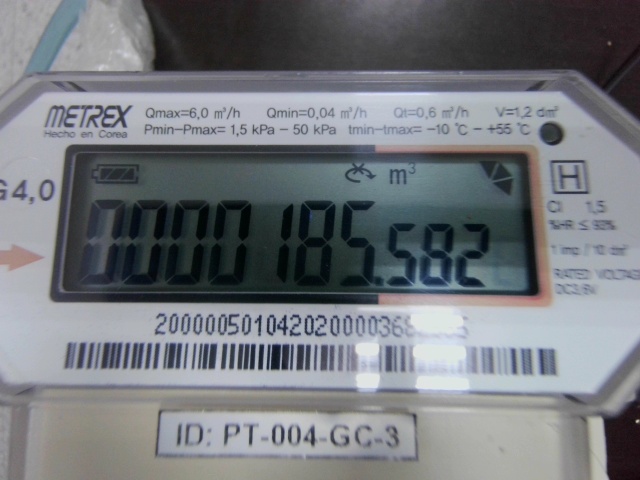 METREX Qmax=6,0 m³/h Qmin=0,04 m³/h Qt=0,6 m³/h V=1,2 dm³
Hecho en Corea Pmin-Pmax= 1,5 kPa - 50 kPa tmin-tmax= -10 °C - +55 °C
G4,0
m³
H
0000185.582
Cl 1,5
%HR ≤ 93%
1 imp / 10 dm³
RATED VOLTAGE
DC3,6V
ID: PT-004-GC-3